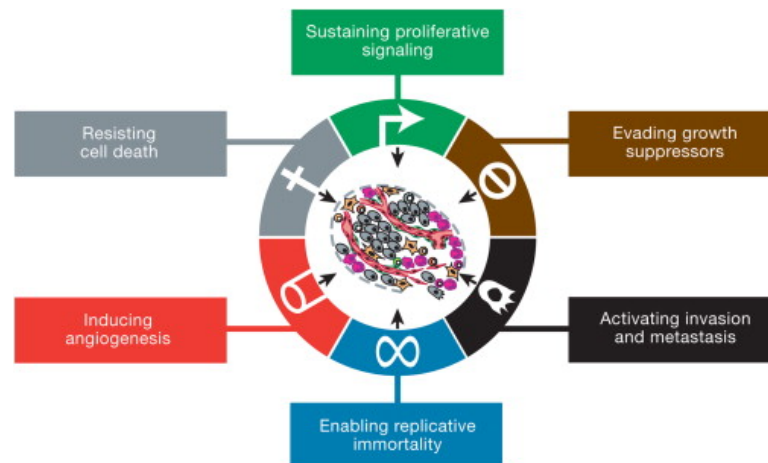 Sustaining proliferative
signaling
Resisting
cell death
Evading growth
suppressors
Inducing
angiogenesis
Activating invasion
and metastasis
Enabling replicative
immortality